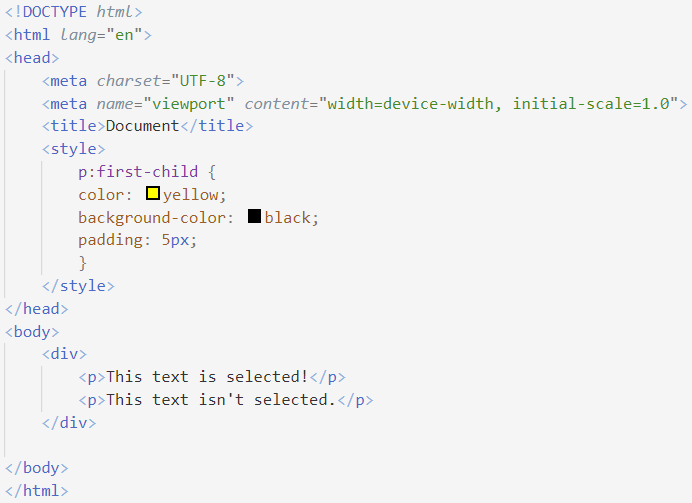 <!DOCTYPE html>
<html lang="en">
<head>
    <meta charset="UTF-8">
    <meta name="viewport" content="width=device-width, initial-scale=1.0">
    <title>Document</title>
    <style>
        p:first-child {
        color: yellow;
        background-color: black;
        padding: 5px;
        }
    </style>
</head>
<body>
    <div>
        <p>This text is selected!</p>
        <p>This text isn't selected.</p>
    </div>

</body>
</html>